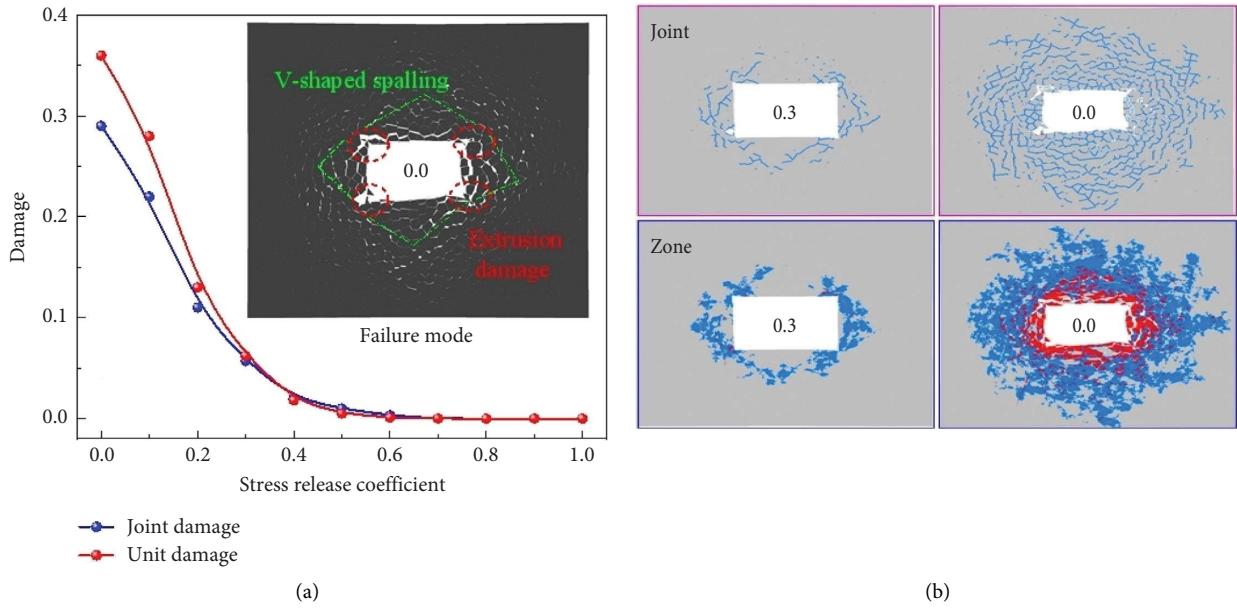 0.4
0.3
0.2
0.1
0.0
Damage
V-shaped spalling
0.0
Extrusion
damage
Failure mode
0.0 0.2 0.4 0.6 0.8 1.0
Stress release coefficient
Joint damage
Unit damage
(a)
Joint
0.3
0.0
Zone
0.3
0.0
(b)